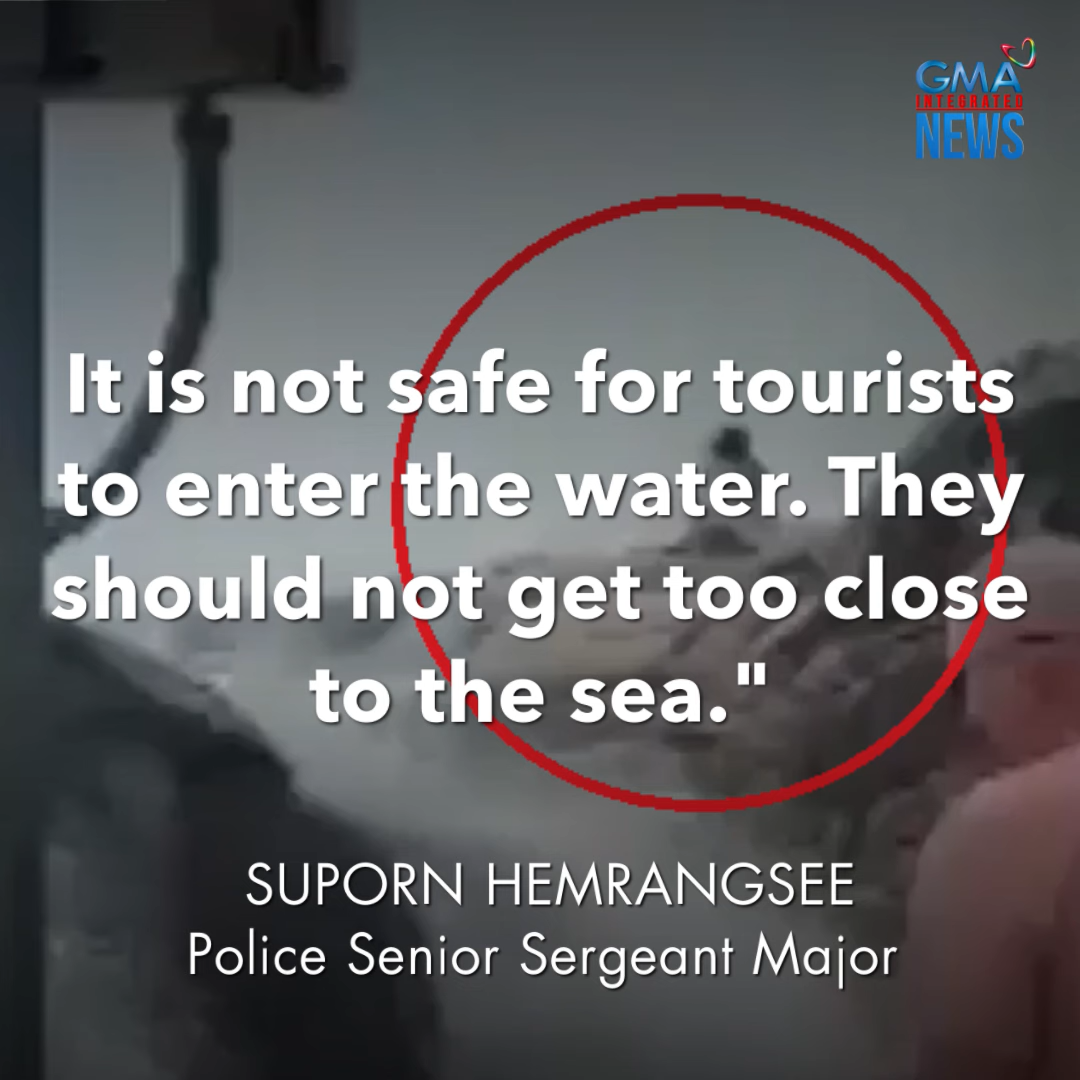 GMA
INTEGRATED
NEWS
It is not safe for tourists
to enter the water. They
should not get too close
to the sea."
SUPORN HEMRANGSEE
Police Senior Sergeant Major